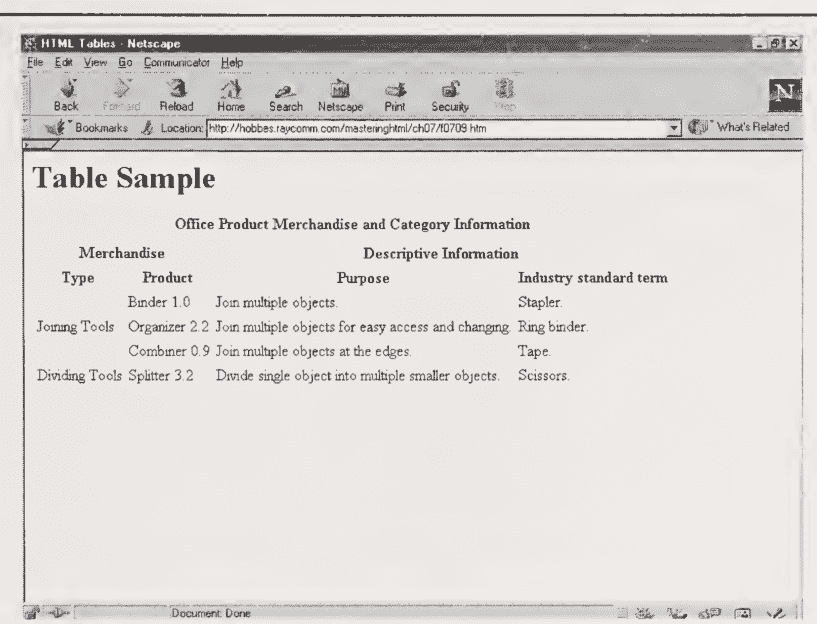 HTML Tables - Netscape
File Edit View Go Communicator Help
Back Forward Reload Home Search Netscape Print Security Stop
Bookmarks Location: http://hobbes.raycomm.com/masteringhtml/ch07/f0709.htm What's Related
Table Sample
Office Product Merchandise and Category Information
Merchandise Descriptive Information
Type Product Purpose Industry standard term
Binder 1.0 Join multiple objects. Stapler.
Joining Tools Organizer 2.2 Join multiple objects for easy access and changing. Ring binder.
Combiner 0.9 Join multiple objects at the edges. Tape.
Dividing Tools Splitter 3.2 Divide single object into multiple smaller objects. Scissors.
Document: Done